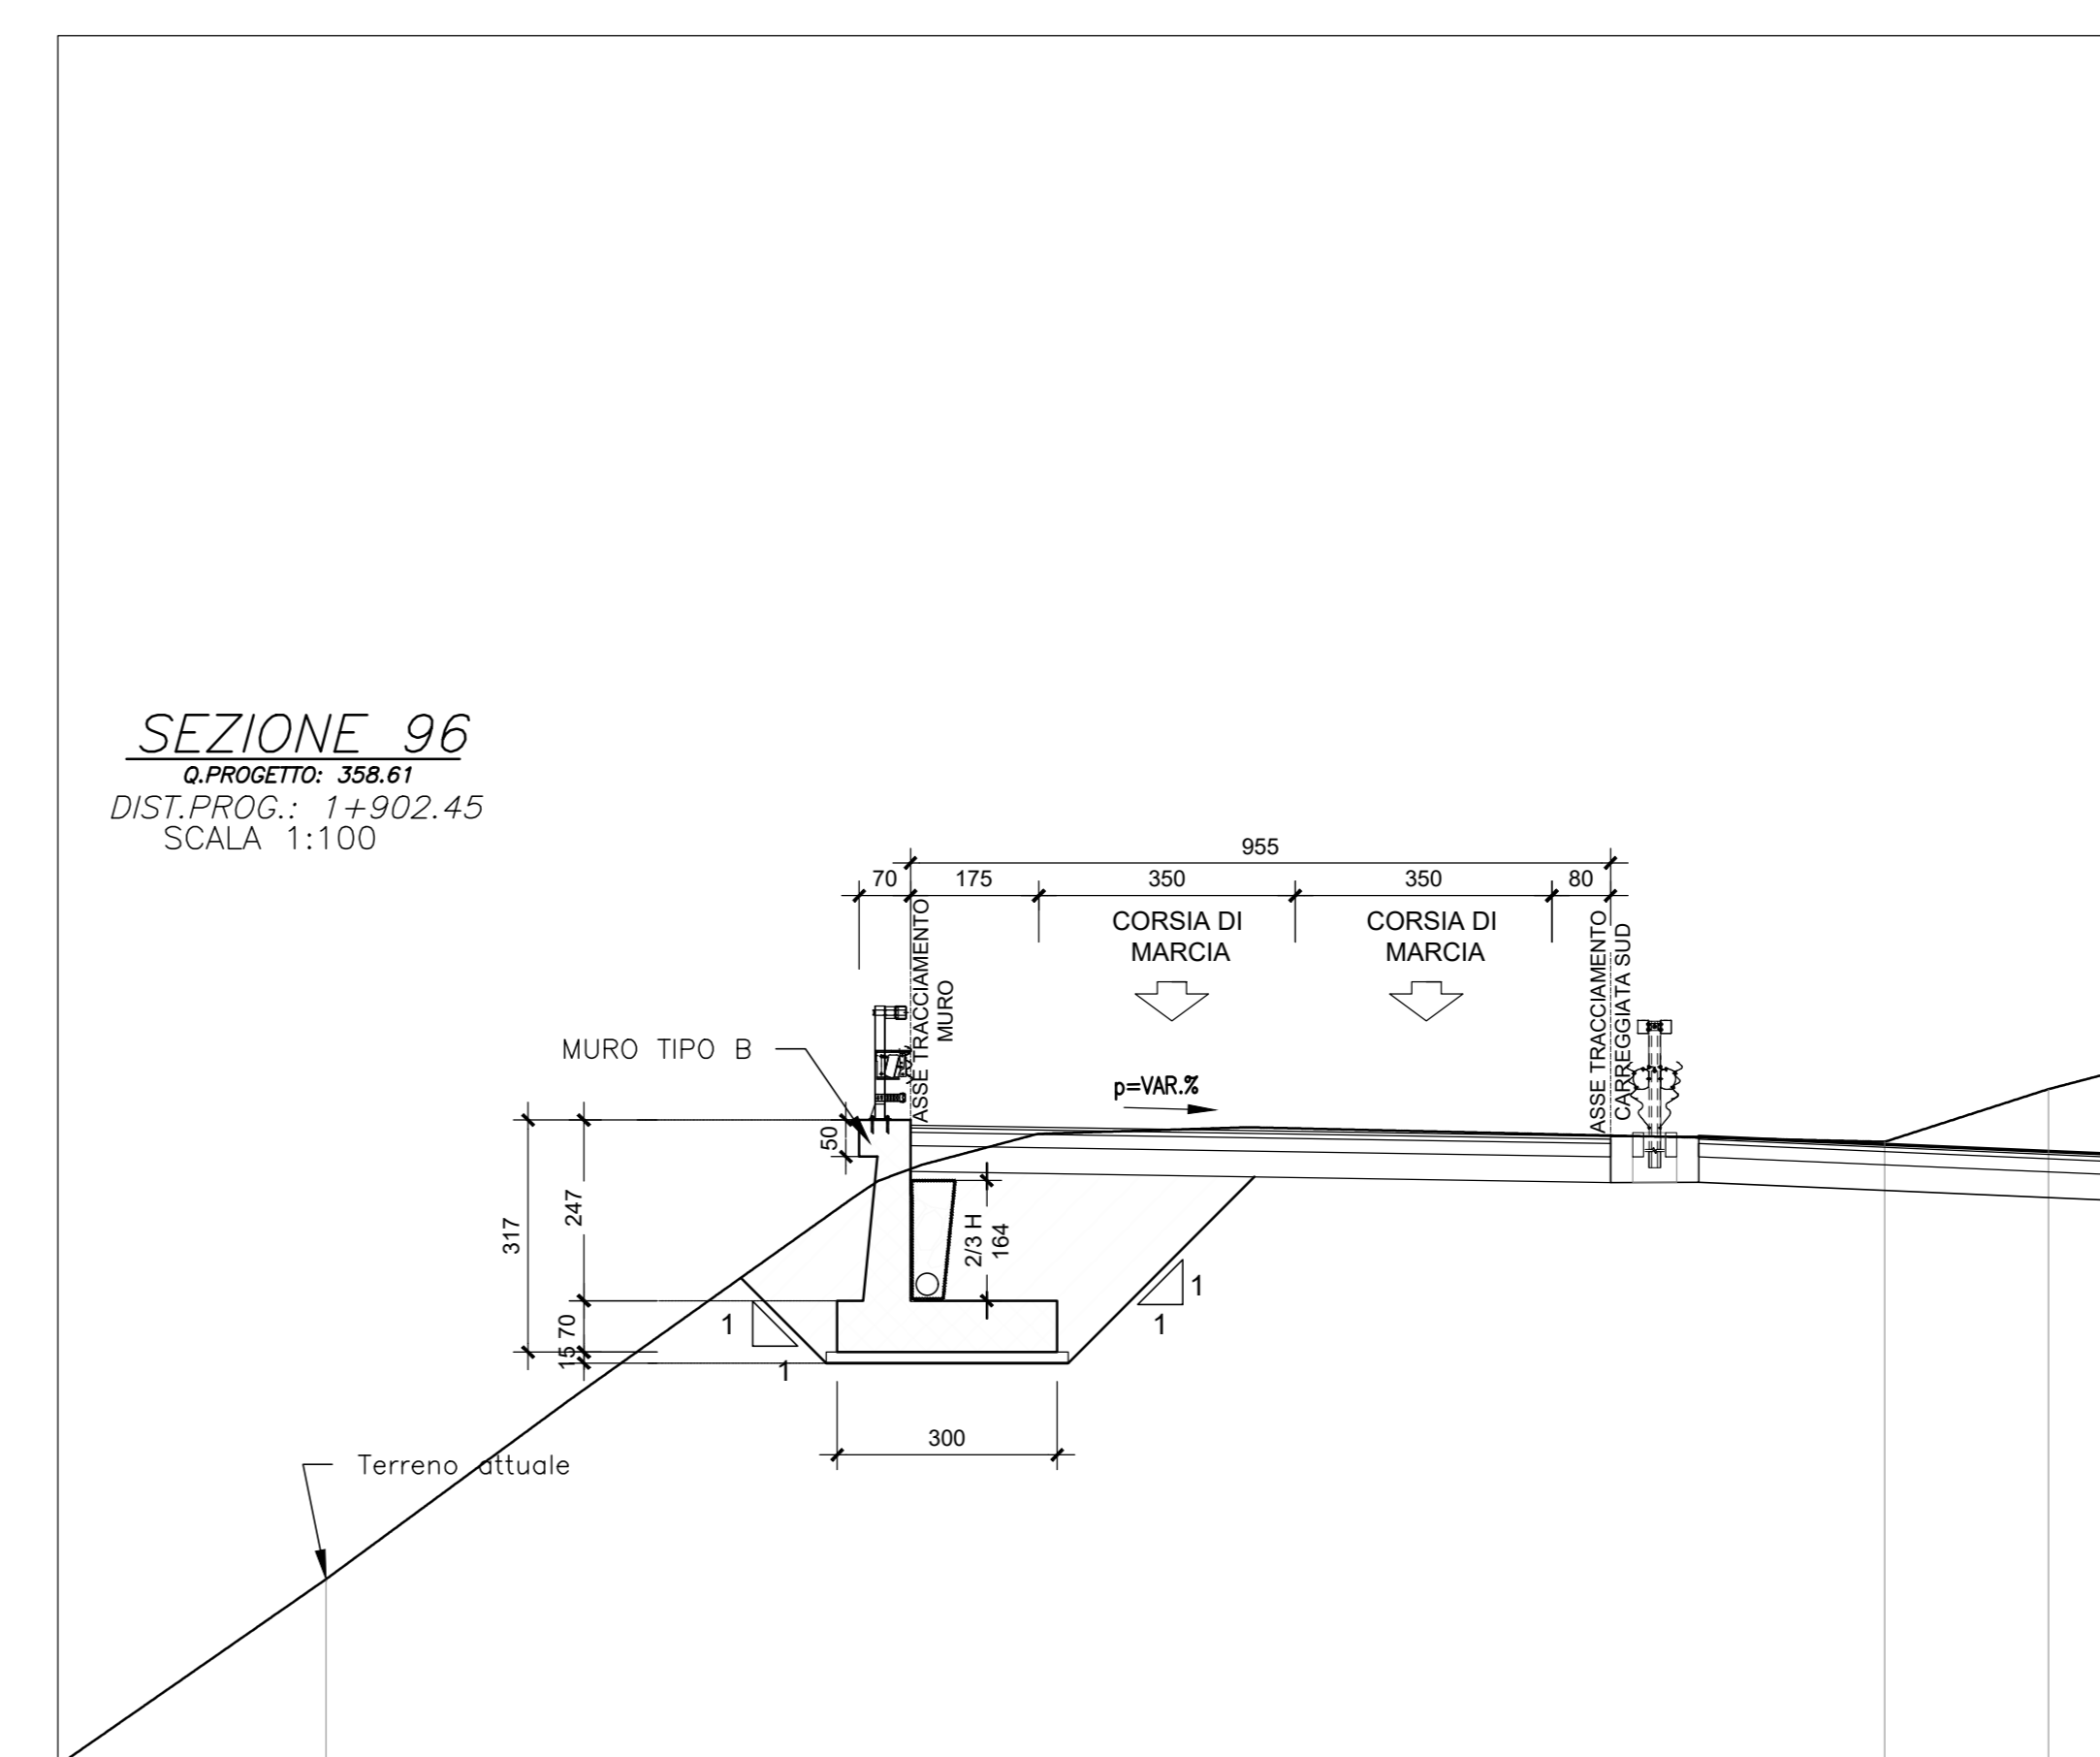 SEZIONE 96
Q.PROGETTO: 358.61
DIST.PROG.: 1+902.45
SCALA 1:100
955
70 175 350 350 80
CORSIA DI
MARCIA
CORSIA DI
MARCIA
ASSE TRACCIAMENTO
MURO
ASSE TRACCIAMENTO
CARREGGIATA SUD
MURO TIPO B
p=VAR.%
50
247
317
2/3 H
164
70
15
1
1
1
1
300
Terreno attuale